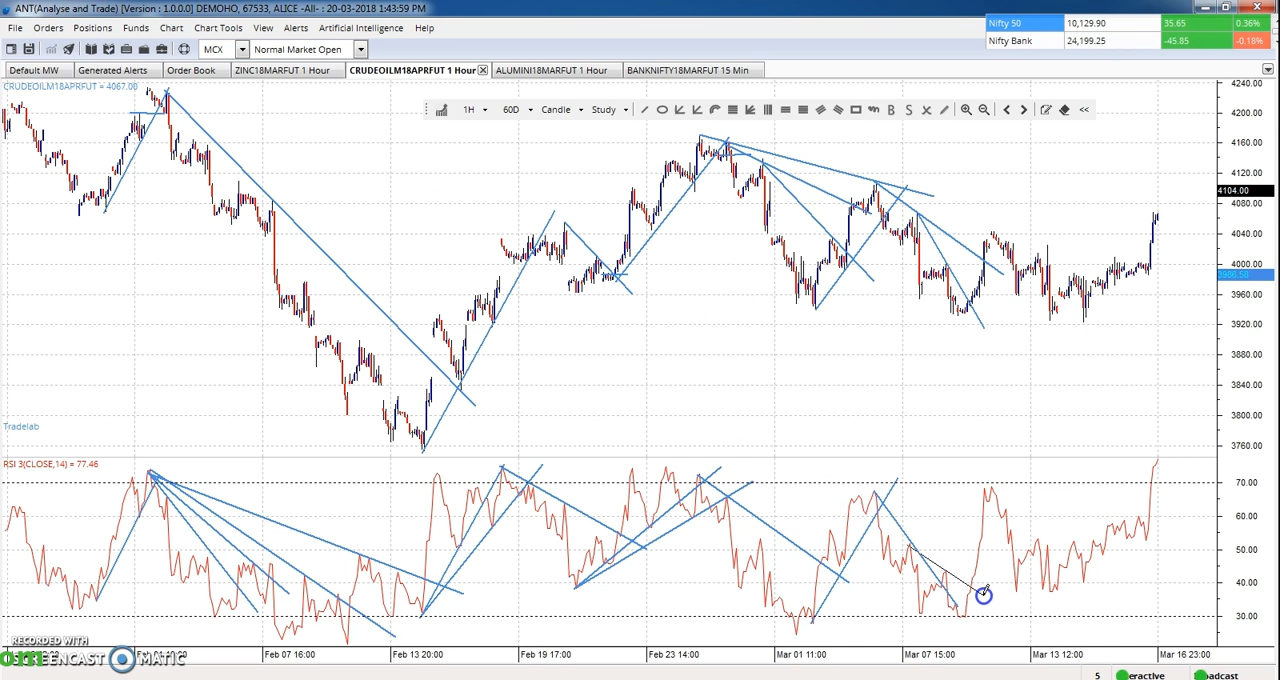 ANT(Analyse and Trade) [Version : 1.0.0.0] DEMOHO, 67533, ALICE -All- : 20-03-2018 1:43:59 PM
File Orders Positions Funds Chart Chart Tools View Alerts Artificial Intelligence Help
Nifty 50 10,129.90 35.65 0.36%
Nifty Bank 24,199.25 -45.85 -0.18%
MCX Normal Market Open
Default MW Generated Alerts Order Book ZINC18MARFUT 1 Hour CRUDEOILM18APRFUT 1 Hour ALUMINI18MARFUT 1 Hour BANKNIFTY18MARFUT 15 Min
CRUDEOILM18APRFUT = 4067.00
1H 60D Candle Study B S <<
4240.00
4200.00
4160.00
4120.00
4104.00
4080.00
4040.00
4000.00
3960.00
3920.00
3880.00
3840.00
3800.00
3760.00
Tradelab
RSI 3(CLOSE,14) = 77.46
70.00
60.00
50.00
40.00
30.00
RECORDED WITH
SCREENCAST MATIC
Feb 07 16:00 Feb 13 20:00 Feb 19 17:00 Feb 23 14:00 Mar 01 11:00 Mar 07 15:00 Mar 13 12:00 Mar 16 23:00
5 eractive oadcast